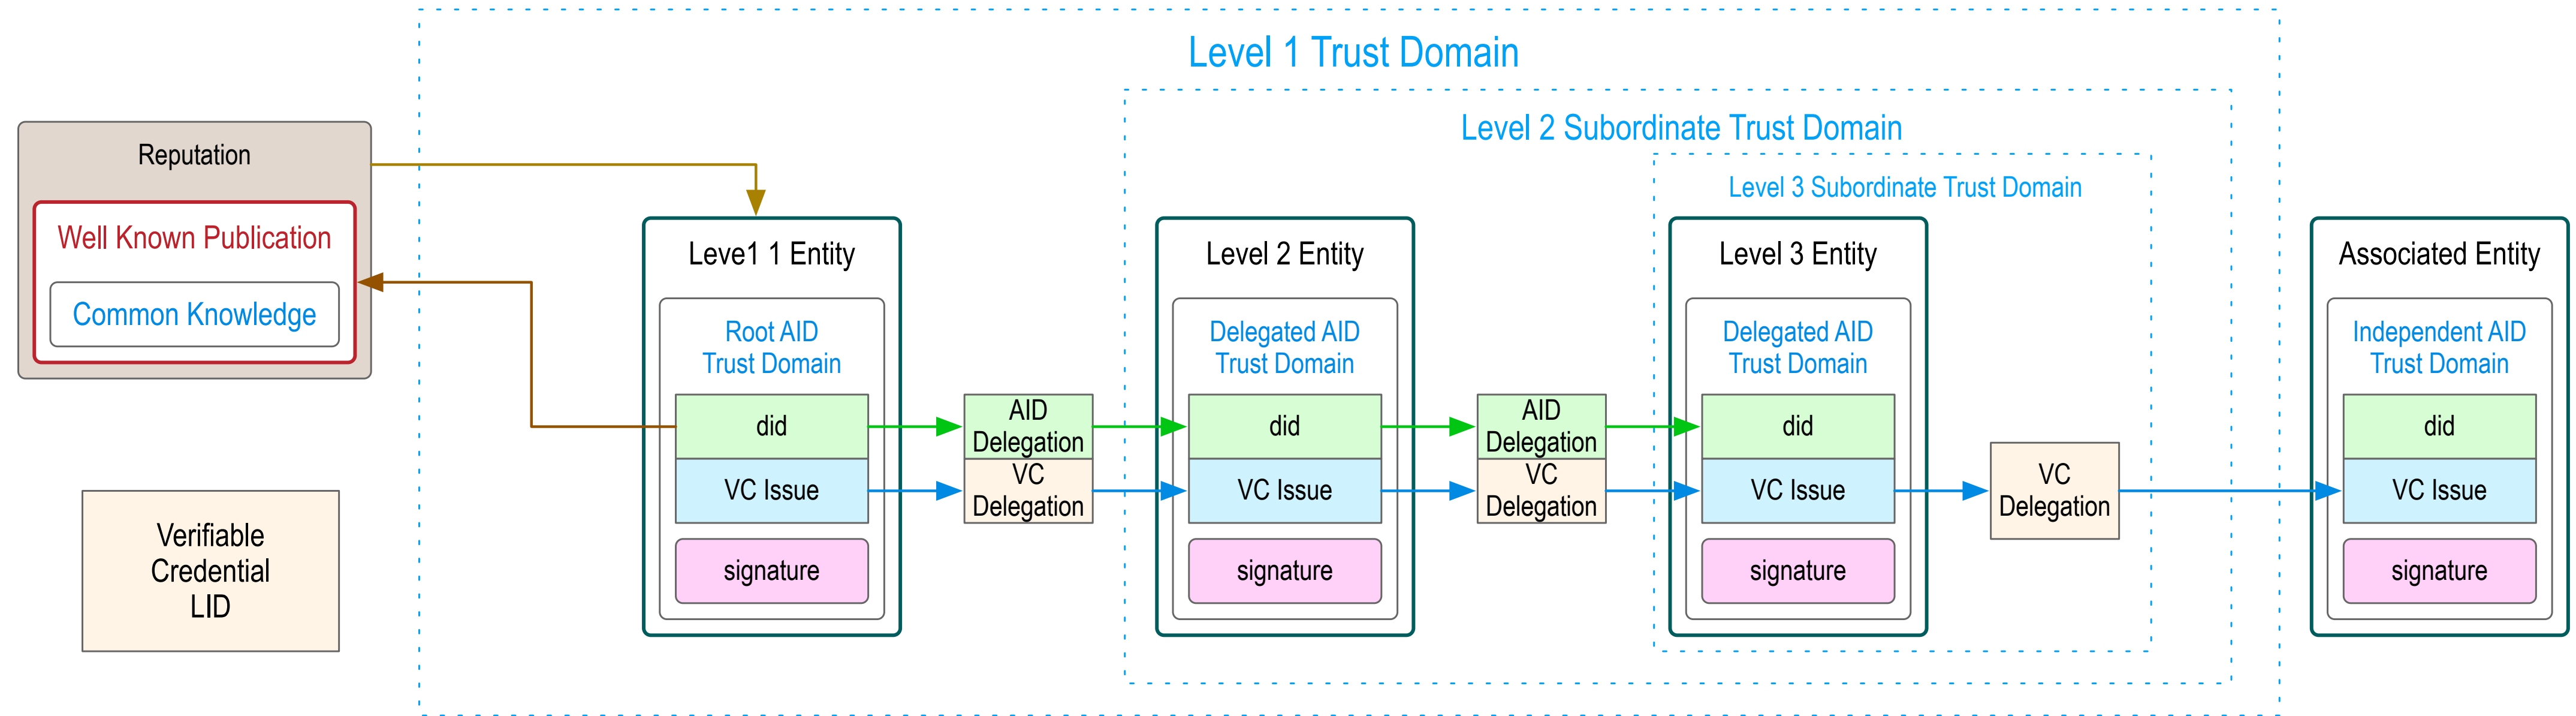 Level 1 Trust Domain
Level 2 Subordinate Trust Domain
Level 3 Subordinate Trust Domain
Reputation
Well Known Publication
Common Knowledge
Verifiable
Credential
LID
Leve1 1 Entity
Root AID
Trust Domain
did
VC Issue
signature
AID
Delegation
VC
Delegation
Level 2 Entity
Delegated AID
Trust Domain
did
VC Issue
signature
AID
Delegation
VC
Delegation
Level 3 Entity
Delegated AID
Trust Domain
did
VC Issue
signature
VC
Delegation
Associated Entity
Independent AID
Trust Domain
did
VC Issue
signature